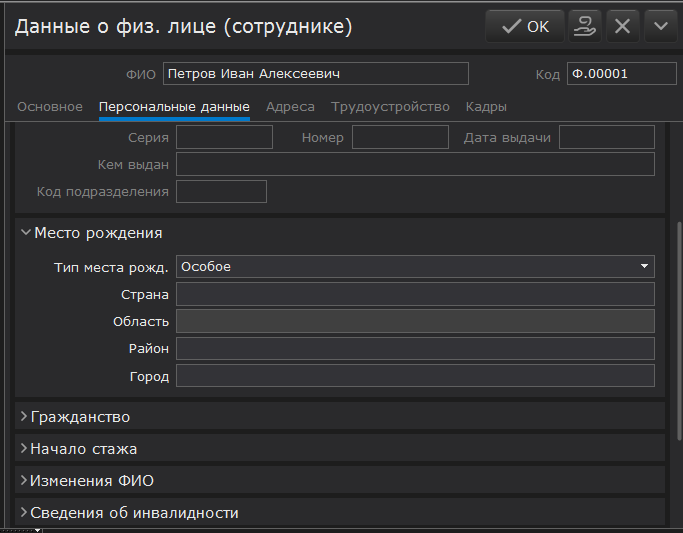 Данные о физ. лице (сотруднике) OK
ФИО Петров Иван Алексеевич Код Ф.00001
Основное Персональные данные Адреса Трудоустройство Кадры
Серия Номер Дата выдачи
Кем выдан
Код подразделения
Место рождения
Тип места рожд. Особое
Страна
Область
Район
Город
Гражданство
Начало стажа
Изменения ФИО
Сведения об инвалидности